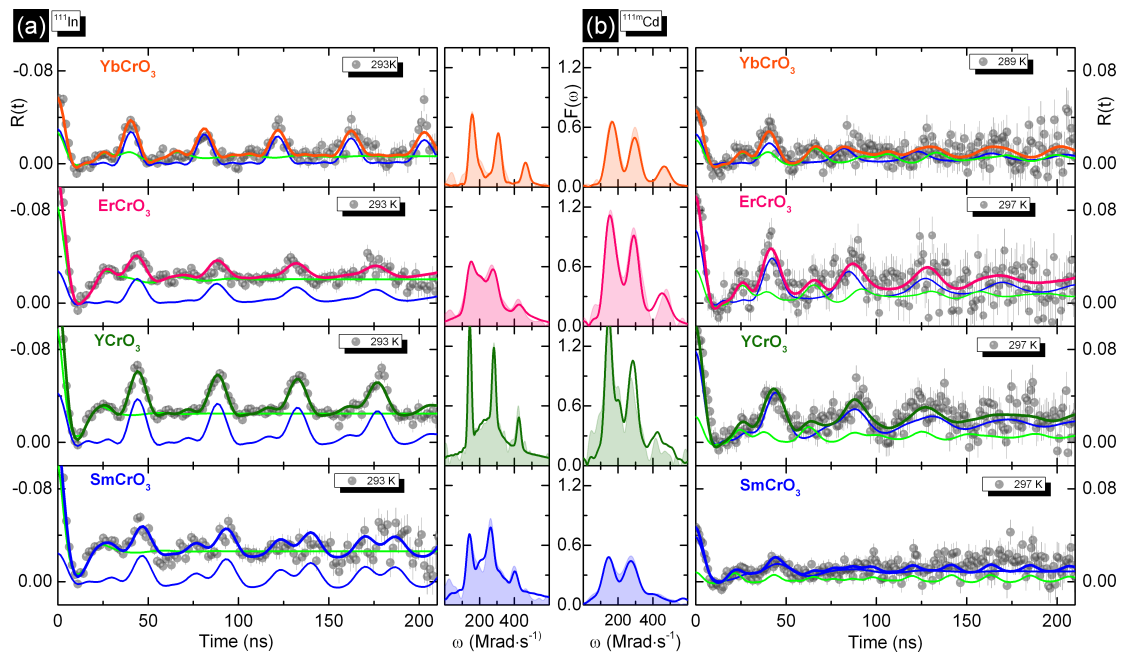 (a) ¹¹¹In (b) ¹¹¹ᵐCd
-0.08 YbCrO₃ 293K 1.2 YbCrO₃ 289 K 0.08
R(t) F(ω) R(t)
0.6
0.00 0.0 0.00
-0.08 ErCrO₃ 293 K 1.2 ErCrO₃ 297 K 0.08
0.6
0.00 0.0 0.00
-0.08 YCrO₃ 293 K 1.2 YCrO₃ 297 K 0.08
0.6
0.00 0.0 0.00
-0.08 SmCrO₃ 293 K 1.2 SmCrO₃ 297 K 0.08
0.6
0.00 0.0 0.00
0 50 100 150 200 200 400 200 400 0 50 100 150 200
Time (ns) ω (Mrad·s⁻¹) ω (Mrad·s⁻¹) Time (ns)